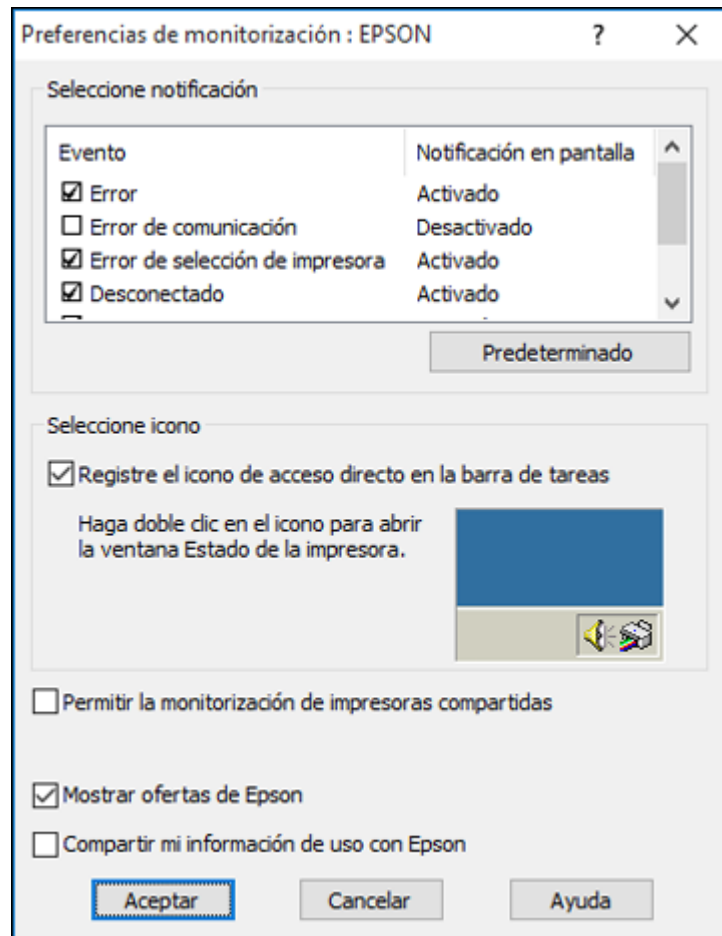 Preferencias de monitorización : EPSON ?
Seleccione notificación
Evento Notificación en pantalla
Error Activado
Error de comunicación Desactivado
Error de selección de impresora Activado
Desconectado Activado
Predeterminado
Seleccione icono
Registre el icono de acceso directo en la barra de tareas
Haga doble clic en el icono para abrir
la ventana Estado de la impresora.
Permitir la monitorización de impresoras compartidas
Mostrar ofertas de Epson
Compartir mi información de uso con Epson
Aceptar Cancelar Ayuda